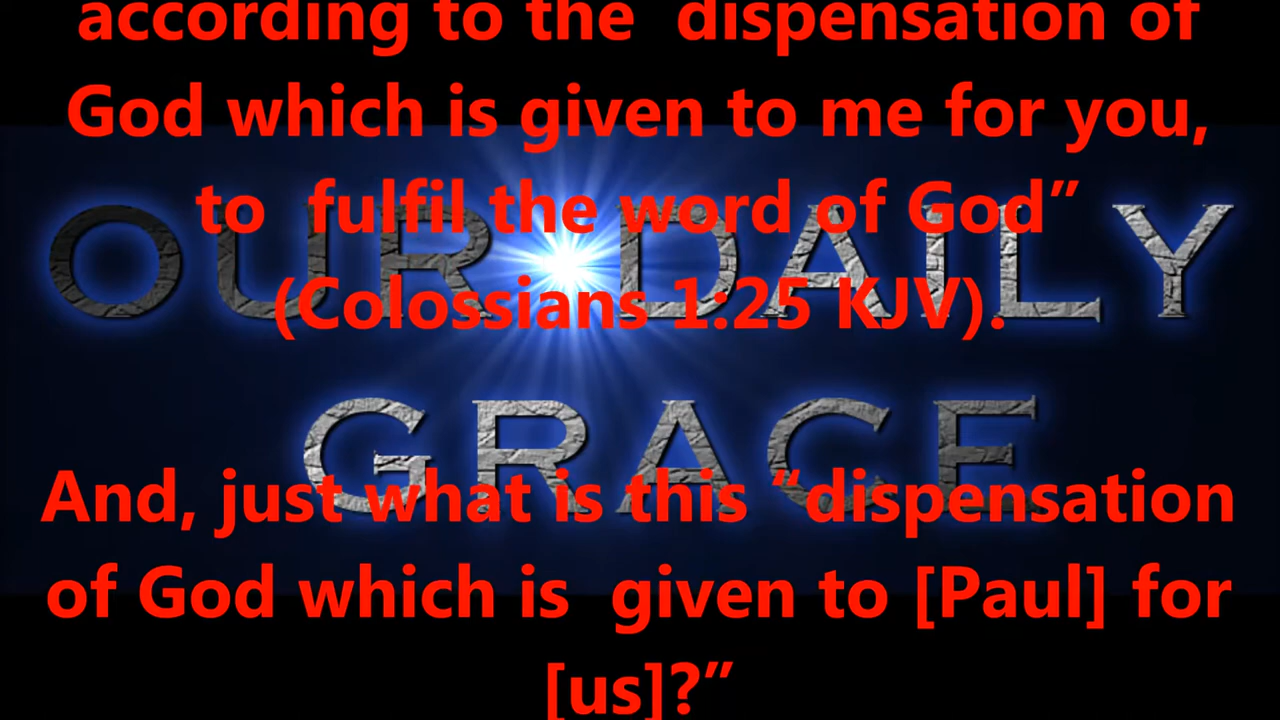 according to the dispensation of
God which is given to me for you,
to fulfil the word of God”
(Colossians 1:25 KJV).
OUR DAILY
GRACE
And, just what is this “dispensation
of God which is given to [Paul] for
[us]?”